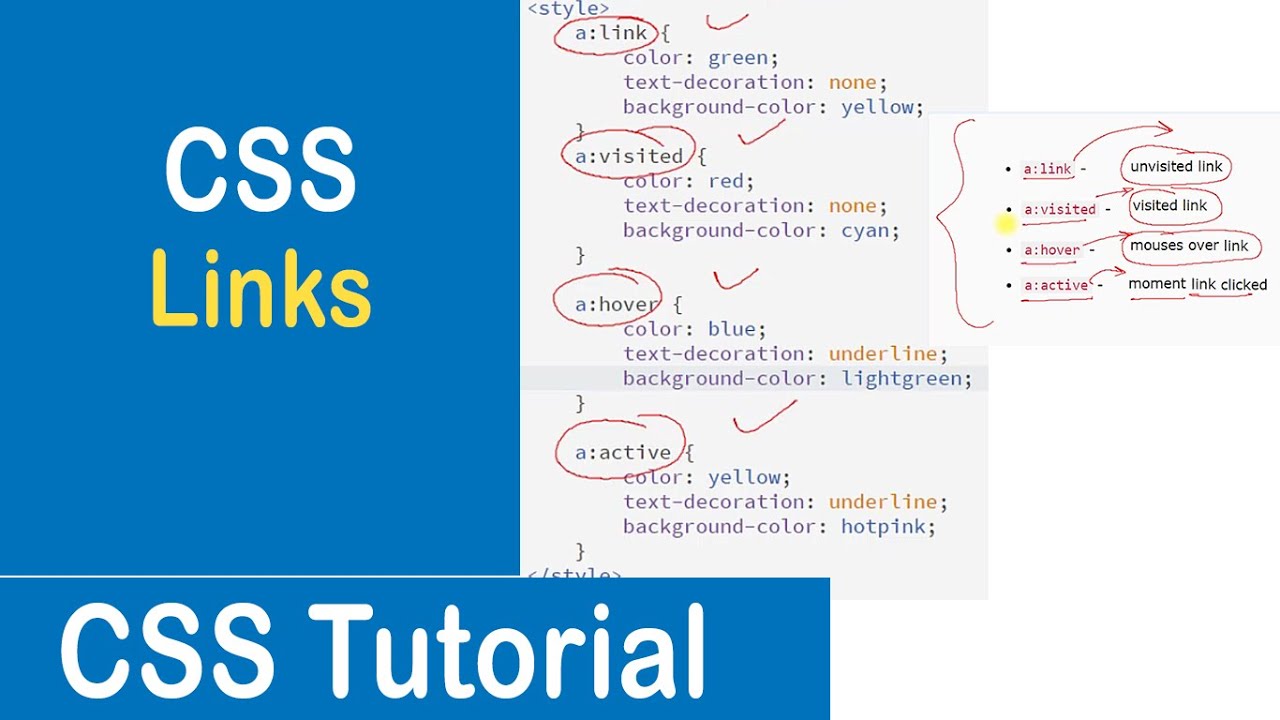 CSS
Links
<style>
a:link {
color: green;
text-decoration: none;
background-color: yellow;
}
a:visited {
color: red;
text-decoration: none;
background-color: cyan;
}
a:hover {
color: blue;
text-decoration: underline;
background-color: lightgreen;
}
a:active {
color: yellow;
text-decoration: underline;
background-color: hotpink;
}
</style>
• a:link - unvisited link
• a:visited - visited link
• a:hover - mouses over link
• a:active - moment link clicked
CSS Tutorial